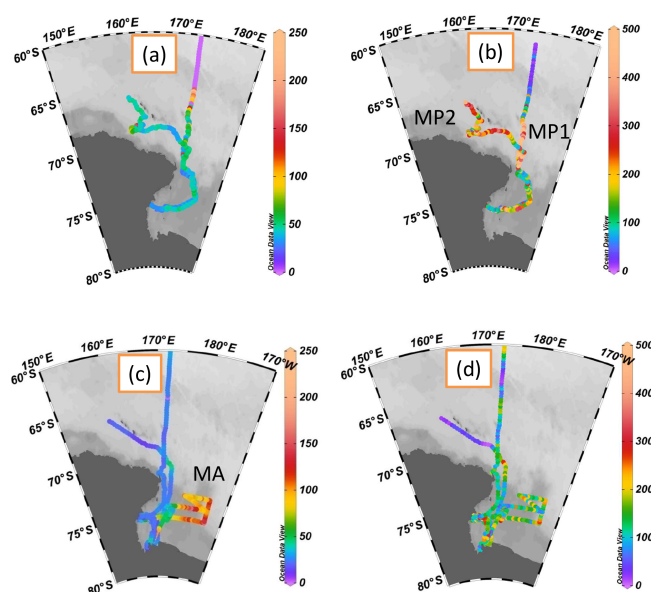 150°E 160°E 170°E 180°E
60°S
65°S
70°S
75°S
80°S
(a)
250
200
150
100
50
0
Ocean Data View
150°E 160°E 170°E 180°E
60°S
65°S
70°S
75°S
80°S
(b)
MP2
MP1
500
400
300
200
100
0
Ocean Data View
150°E 160°E 170°E 180°E 170°W
60°S
65°S
70°S
75°S
80°S
(c)
MA
250
200
150
100
50
0
Ocean Data View
150°E 160°E 170°E 180°E 170°W
60°S
65°S
70°S
75°S
80°S
(d)
500
400
300
200
100
0
Ocean Data View